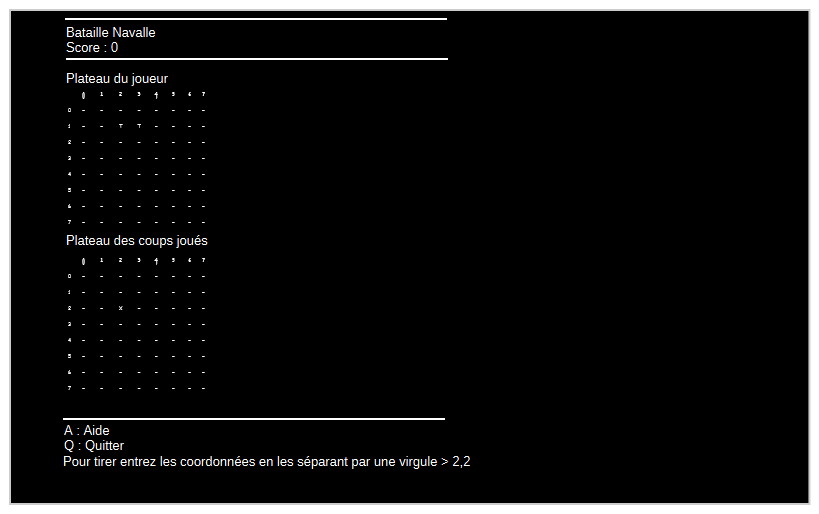 Bataille Navalle
Score : 0
Plateau du joueur
0 1 2 3 4 5 6 7
0 - - - - - - - -
1 - - T T - - - -
2 - - - - - - - -
3 - - - - - - - -
4 - - - - - - - -
5 - - - - - - - -
6 - - - - - - - -
7 - - - - - - - -
Plateau des coups joués
0 1 2 3 4 5 6 7
0 - - - - - - - -
1 - - - - - - - -
2 - - X - - - - -
3 - - - - - - - -
4 - - - - - - - -
5 - - - - - - - -
6 - - - - - - - -
7 - - - - - - - -
A : Aide
Q : Quitter
Pour tirer entrez les coordonnées en les séparant par une virgule > 2,2